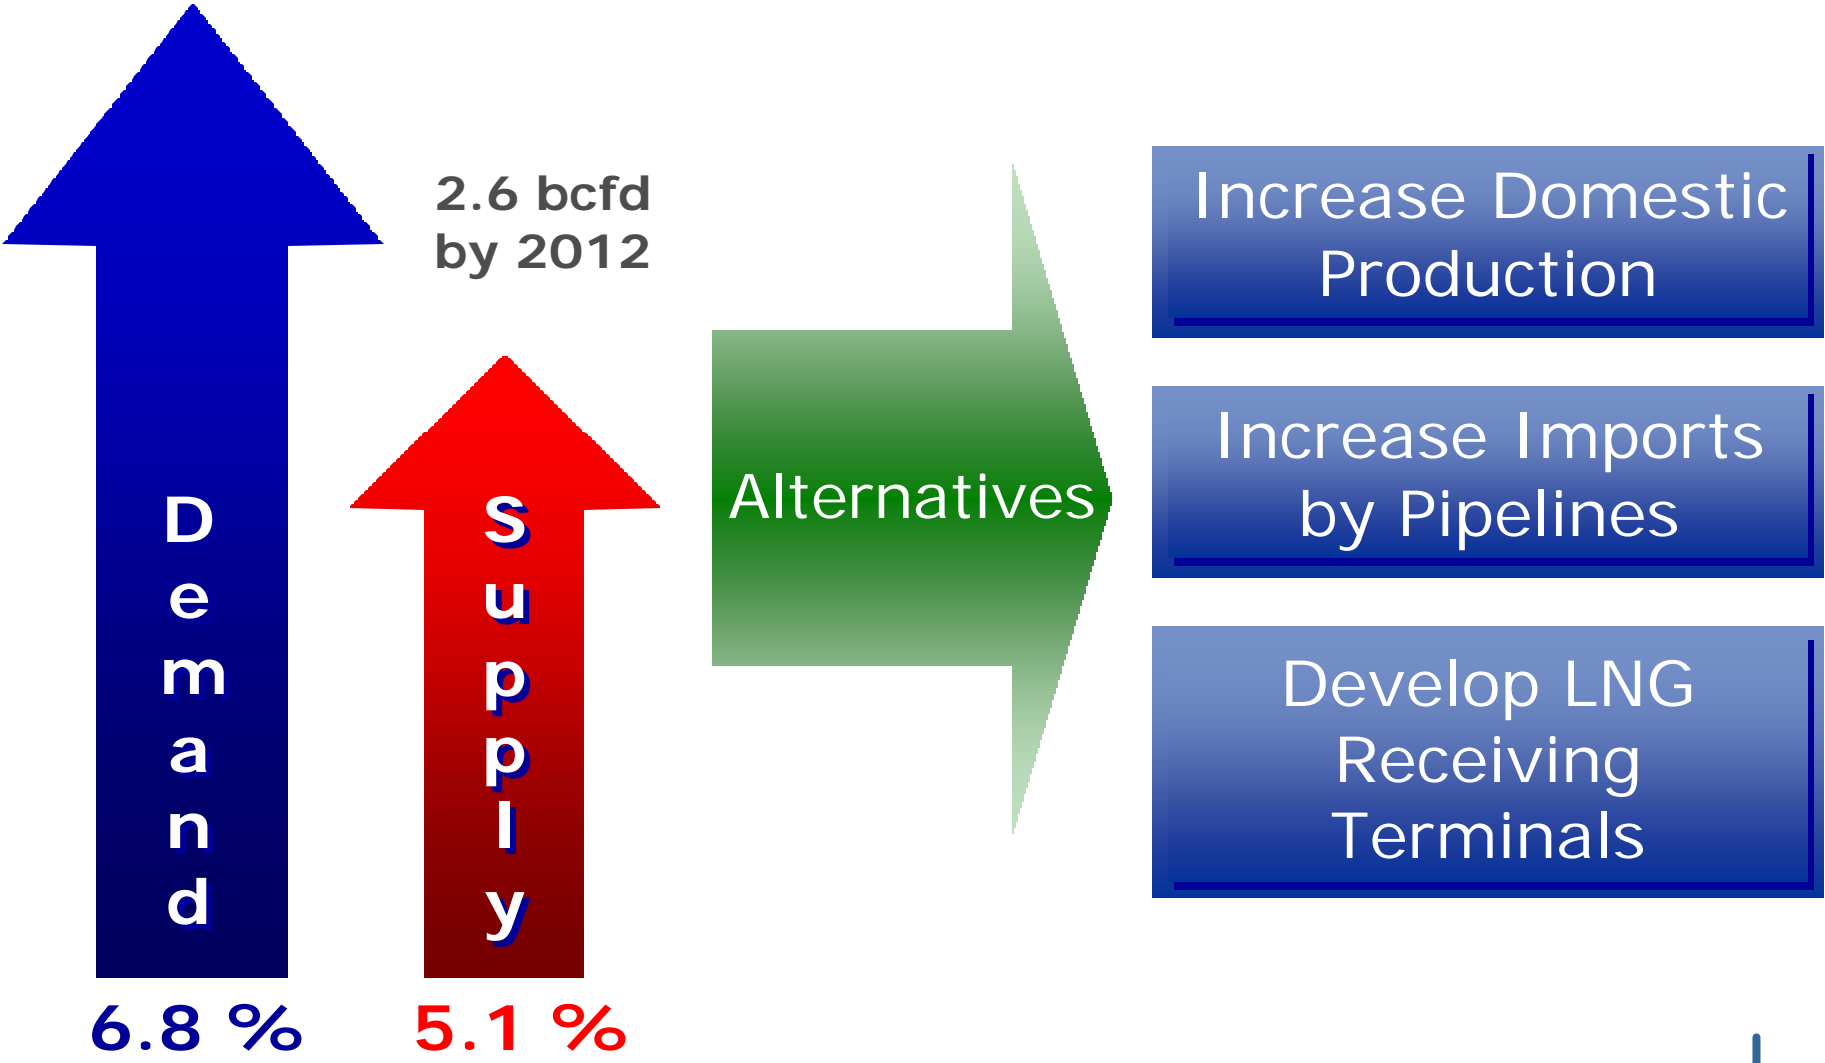 Demand
6.8 %
2.6 bcfd
by 2012
Supply
5.1 %
Alternatives
Increase Domestic
Production
Increase Imports
by Pipelines
Develop LNG
Receiving
Terminals